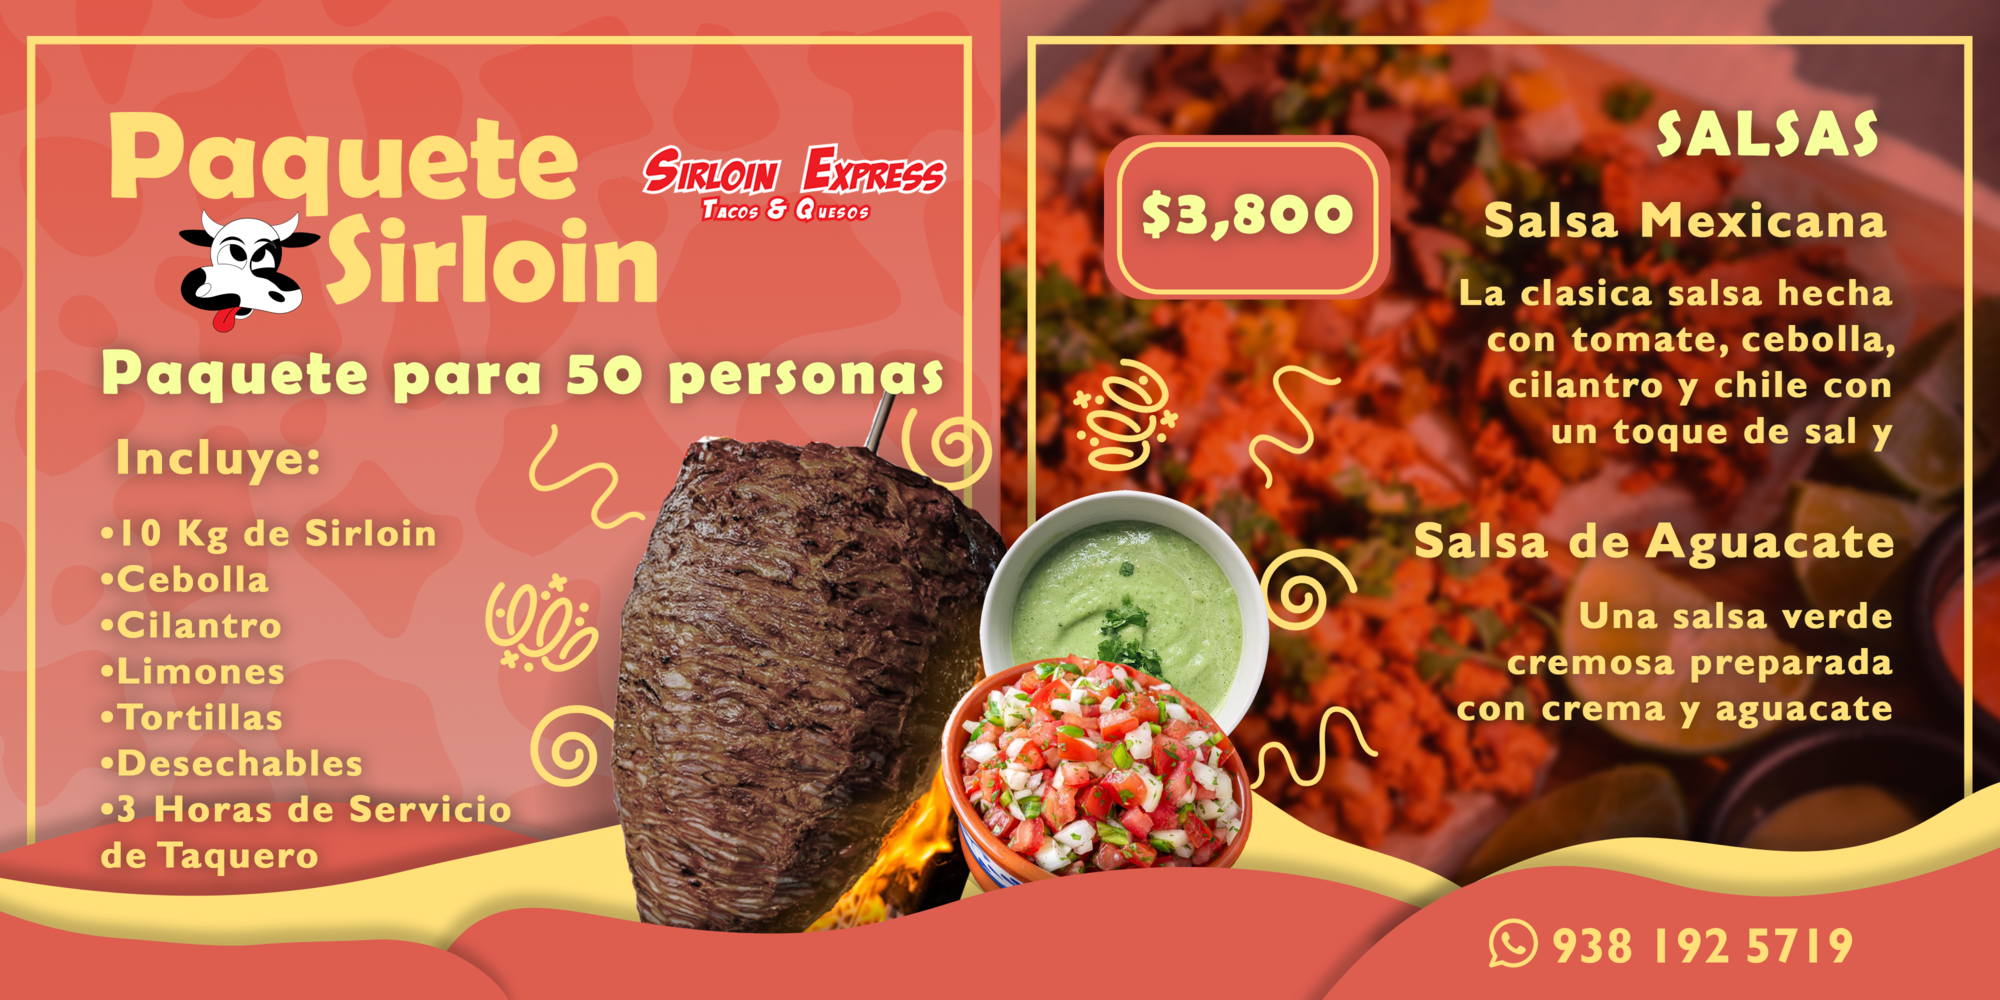 Paquete
Sirloin
SIRLOIN EXPRESS
TACOS & QUESOS
Paquete para 50 personas
Incluye:
•10 Kg de Sirloin
•Cebolla
•Cilantro
•Limones
•Tortillas
•Desechables
•3 Horas de Servicio
de Taquero
$3,800
SALSAS
Salsa Mexicana
La clasica salsa hecha
con tomate, cebolla,
cilantro y chile con
un toque de sal y
Salsa de Aguacate
Una salsa verde
cremosa preparada
con crema y aguacate
938 192 5719